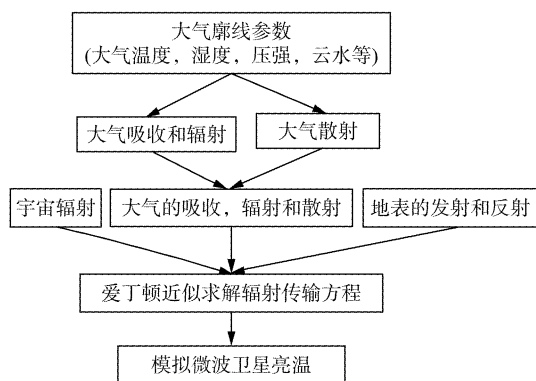 大气廓线参数
(大气温度，湿度，压强，云水等)
大气吸收和辐射
大气散射
宇宙辐射
大气的吸收，辐射和散射
地表的发射和反射
爱丁顿近似求解辐射传输方程
模拟微波卫星亮温